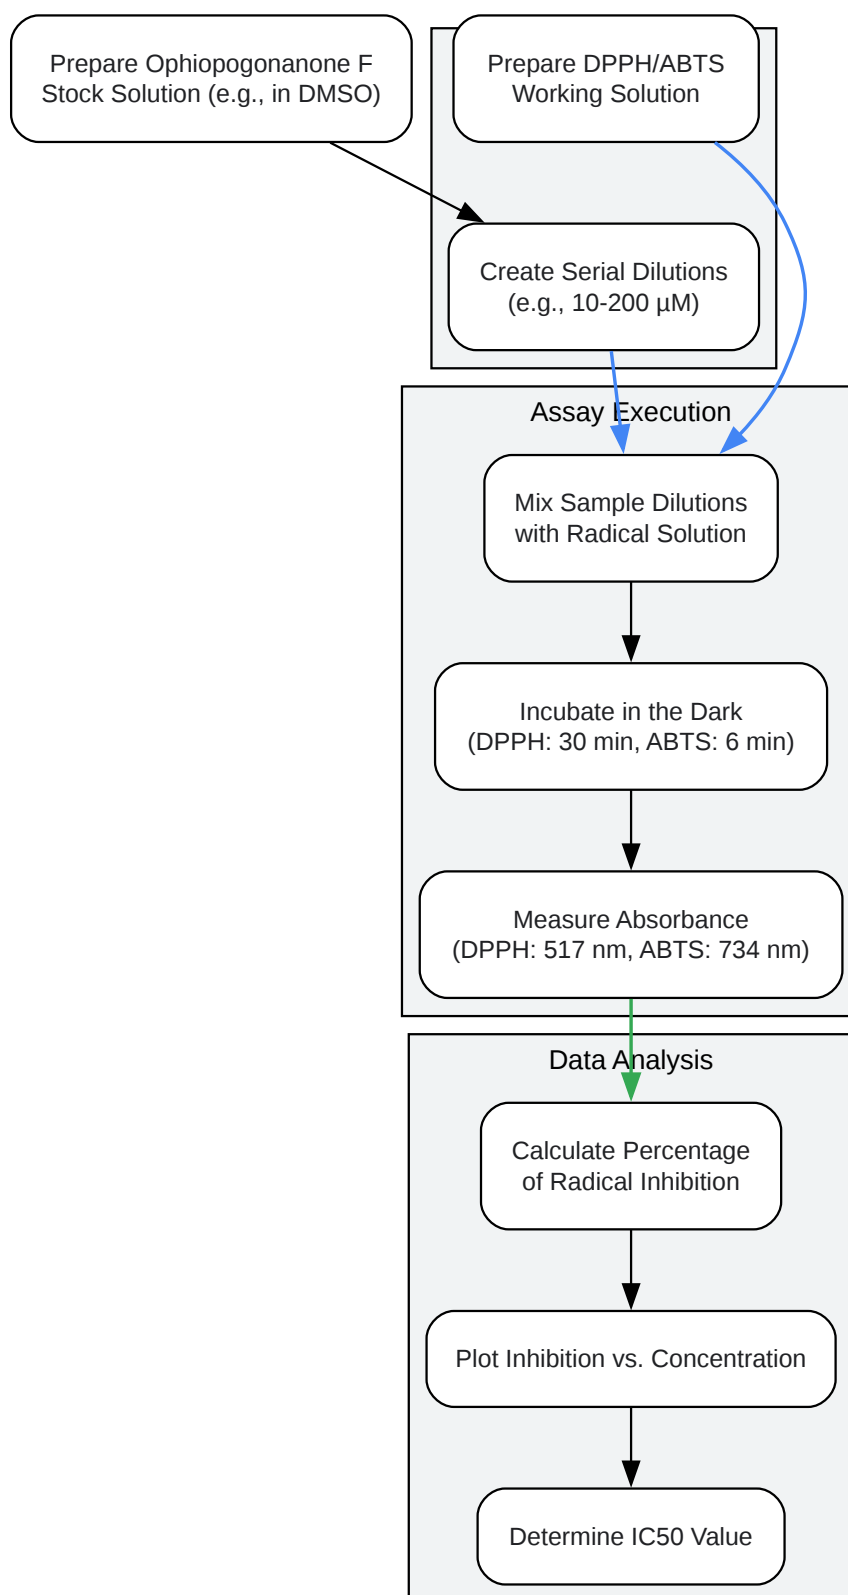 Prepare Ophiopogonanone F
Stock Solution (e.g., in DMSO)
Prepare DPPH/ABTS
Working Solution
Create Serial Dilutions
(e.g., 10-200 µM)
Assay Execution
Mix Sample Dilutions
with Radical Solution
Incubate in the Dark
(DPPH: 30 min, ABTS: 6 min)
Measure Absorbance
(DPPH: 517 nm, ABTS: 734 nm)
Data Analysis
Calculate Percentage
of Radical Inhibition
Plot Inhibition vs. Concentration
Determine IC50 Value